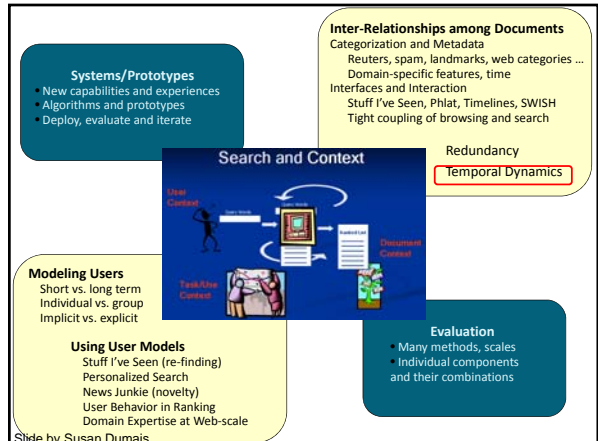 Systems/Prototypes
• New capabilities and experiences
• Algorithms and prototypes
• Deploy, evaluate and iterate
Inter-Relationships among Documents
Categorization and Metadata
Reuters, spam, landmarks, web categories …
Domain-specific features, time
Interfaces and Interaction
Stuff I've Seen, Phlat, Timelines, SWISH
Tight coupling of browsing and search
Redundancy
Temporal Dynamics
Search and Context
User
Context
Query Words
Query Words
Ranked List
Document
Context
Task/Use
Context
Modeling Users
Short vs. long term
Individual vs. group
Implicit vs. explicit
Using User Models
Stuff I've Seen (re-finding)
Personalized Search
News Junkie (novelty)
User Behavior in Ranking
Domain Expertise at Web-scale
Evaluation
• Many methods, scales
• Individual components
and their combinations
Slide by Susan Dumais